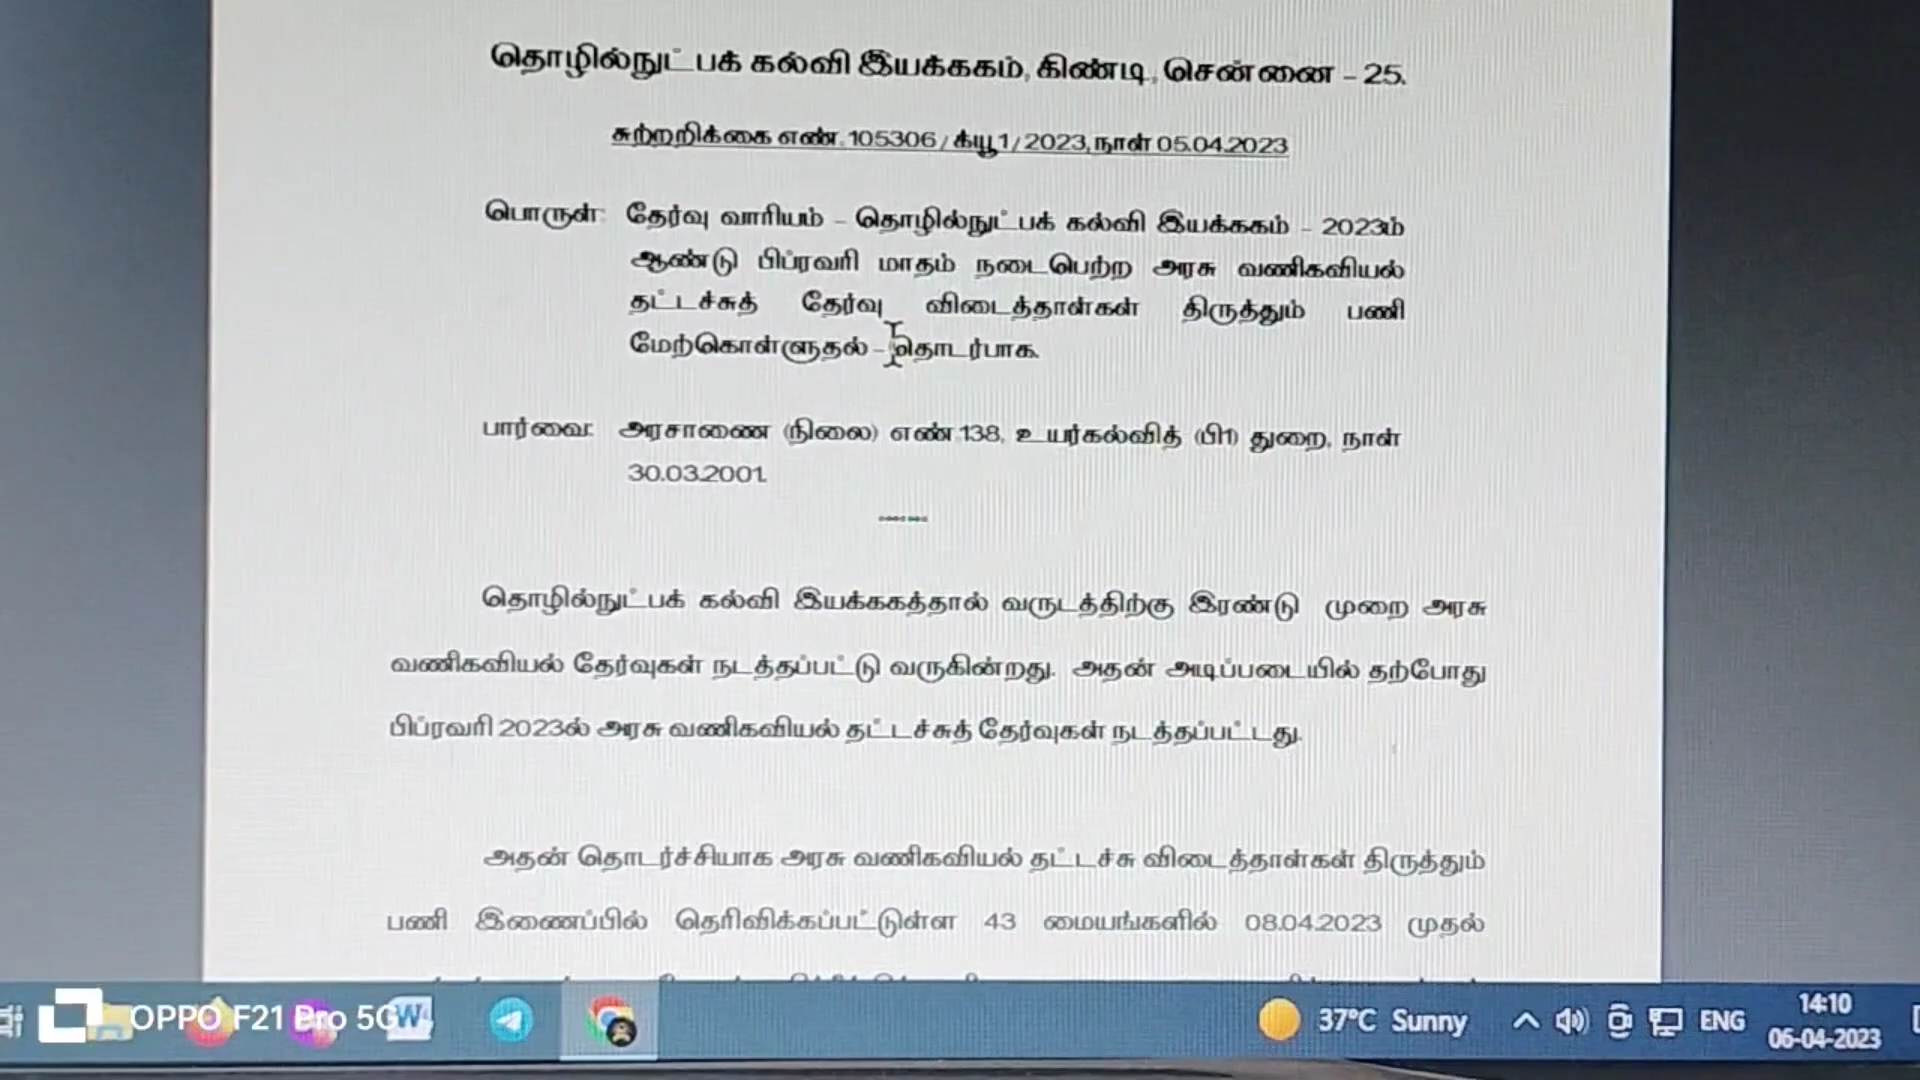 தொழில்நுட்பக் கல்வி இயக்ககம், கிண்டி, சென்னை – 25.
சுற்றறிக்கை எண். 105306 / க்யூ1 / 2023, நாள் 05.04.2023
பொருள்: தேர்வு வாரியம் – தொழில்நுட்பக் கல்வி இயக்ககம் – 2023ம்
ஆண்டு பிப்ரவரி மாதம் நடைபெற்ற அரசு வணிகவியல்
தட்டச்சுத் தேர்வு விடைத்தாள்கள் திருத்தும் பணி
மேற்கொள்ளுதல் – தொடர்பாக.
பார்வை: அரசாணை (நிலை) எண்.138, உயர்கல்வித் (பி1) துறை, நாள்
30.03.2001.
தொழில்நுட்பக் கல்வி இயக்ககத்தால் வருடத்திற்கு இரண்டு முறை அரசு
வணிகவியல் தேர்வுகள் நடத்தப்பட்டு வருகின்றது. அதன் அடிப்படையில் தற்போது
பிப்ரவரி 2023ல் அரசு வணிகவியல் தட்டச்சுத் தேர்வுகள் நடத்தப்பட்டது.
அதன் தொடர்ச்சியாக அரசு வணிகவியல் தட்டச்சு விடைத்தாள்கள் திருத்தும்
பணி இணைப்பில் தெரிவிக்கப்பட்டுள்ள 43 மையங்களில் 08.04.2023 முதல்
OPPO F21 Pro 5G
37°C Sunny
ENG
14:10
06-04-2023